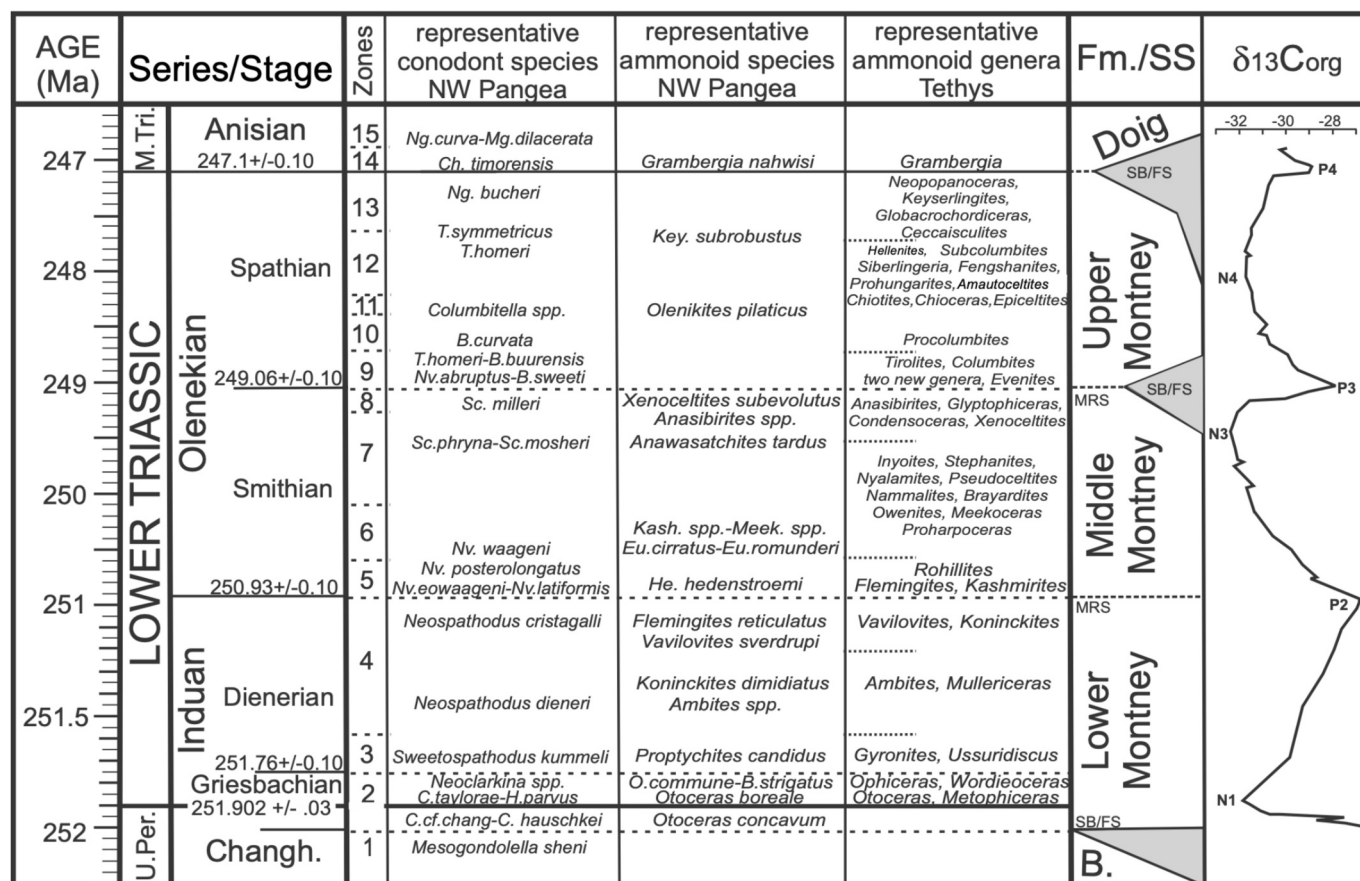 AGE
(Ma)
Series/Stage
Zones
representative
conodont species
NW Pangea
representative
ammonoid species
NW Pangea
representative
ammonoid genera
Tethys
Fm./SS
δ13Corg
247
248
249
250
251
251.5
252
M.Tri.
LOWER TRIASSIC
U.Per.
Olenekian
Induan
Anisian
247.1+/-0.10
Spathian
249.06+/-0.10
Smithian
250.93+/-0.10
Dienerian
251.76+/-0.10
Griesbachian
251.902 +/- .03
Changh.
15
14
13
12
11
10
9
8
7
6
5
4
3
2
1
Ng.curva-Mg.dilacerata
Ch. timorensis
Ng. bucheri
T.symmetricus
T.homeri
Columbitella spp.
B.curvata
T.homeri-B.buurensis
Nv.abruptus-B.sweeti
Sc. milleri
Sc.phryna-Sc.mosheri
Nv. waageni
Nv. posterolongatus
Nv.eowaageni-Nv.latiformis
Neospathodus cristagalli
Neospathodus dieneri
Sweetospathodus kummeli
Neoclarkina spp.
C.taylorae-H.parvus
C.cf.chang-C. hauschkei
Mesogondolella sheni
Grambergia nahwisi
Key. subrobustus
Olenikites pilaticus
Xenoceltites subevolutus
Anasibirites spp.
Anawasatchites tardus
Kash. spp.-Meek. spp.
Eu.cirratus-Eu.romunderi
He. hedenstroemi
Flemingites reticulatus
Vavilovites sverdrupi
Koninckites dimidiatus
Ambites spp.
Proptychites candidus
O.commune-B.strigatus
Otoceras boreale
Otoceras concavum
Grambergia
Neopopanoceras,
Keyserlingites,
Globacrochordiceras,
Ceccaisculites
Hellenites, Subcolumbites
Siberlingeria, Fengshanites,
Prohungarites,Amautoceltites
Chiotites,Chioceras,Epiceltites
Procolumbites
Tirolites, Columbites
two new genera, Evenites
Anasibirites, Glyptophiceras,
Condensoceras, Xenoceltites
Inyoites, Stephanites,
Nyalamites, Pseudoceltites
Nammalites, Brayardites
Owenites, Meekoceras
Proharpoceras
Rohillites
Flemingites, Kashmirites
Vavilovites, Koninckites
Ambites, Mullericeras
Gyronites, Ussuridiscus
Ophiceras, Wordieoceras
Otoceras, Metophiceras
Doig
SB/FS
Upper
Montney
SB/FS
MRS
Middle
Montney
MRS
Lower
Montney
SB/FS
B.
-32 -30 -28
P4
N4
P3
N3
P2
N1